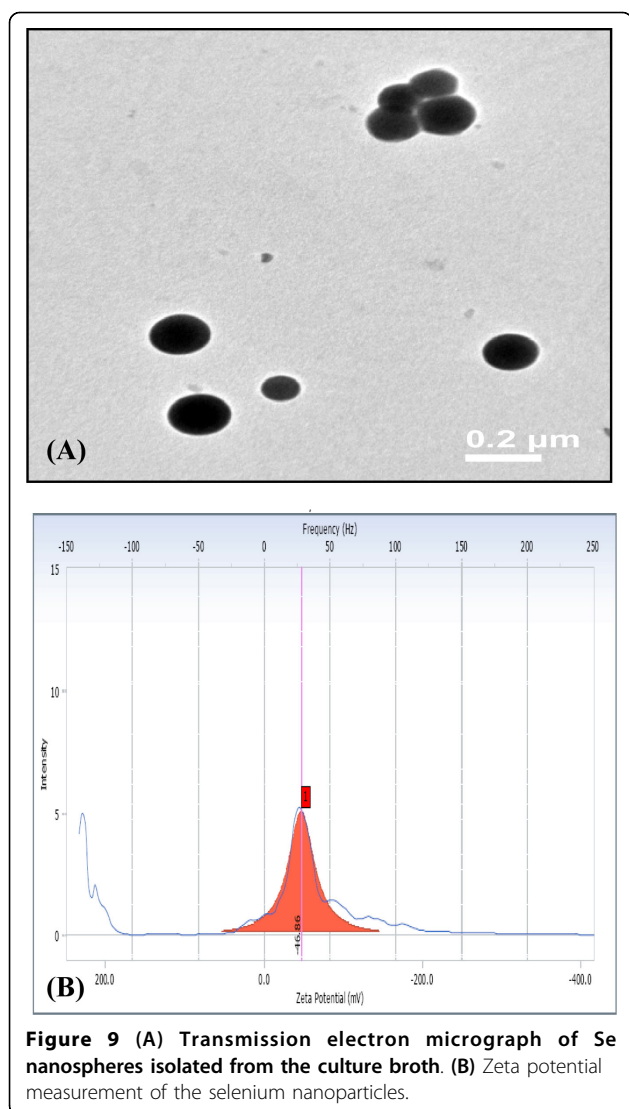 (A)
0.2 µm
Frequency (Hz)
-150 -100 -50 0 50 100 150 200 250
15
10
5
0
Intensity
1
-46.86
200.0 0.0 -200.0 -400.0
Zeta Potential (mV)
(B)
Figure 9 (A) Transmission electron micrograph of Se
nanospheres isolated from the culture broth. (B) Zeta potential
measurement of the selenium nanoparticles.